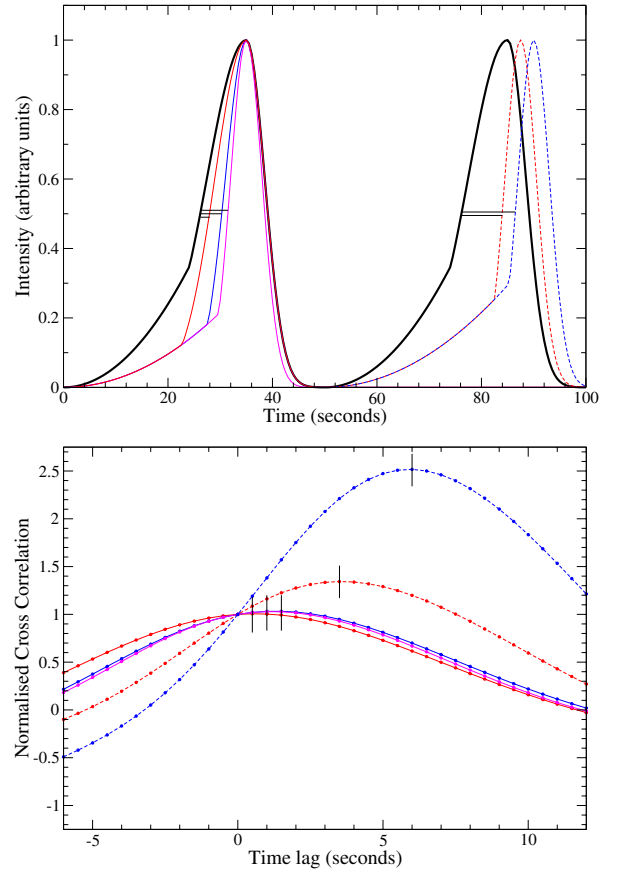 1
0.8
0.6
0.4
0.2
0
0 20 40 60 80 100
Intensity (arbitrary units)
Time (seconds)
2.5
2
1.5
1
0.5
0
-0.5
-1
-5 0 5 10
Normalised Cross Correlation
Time lag (seconds)